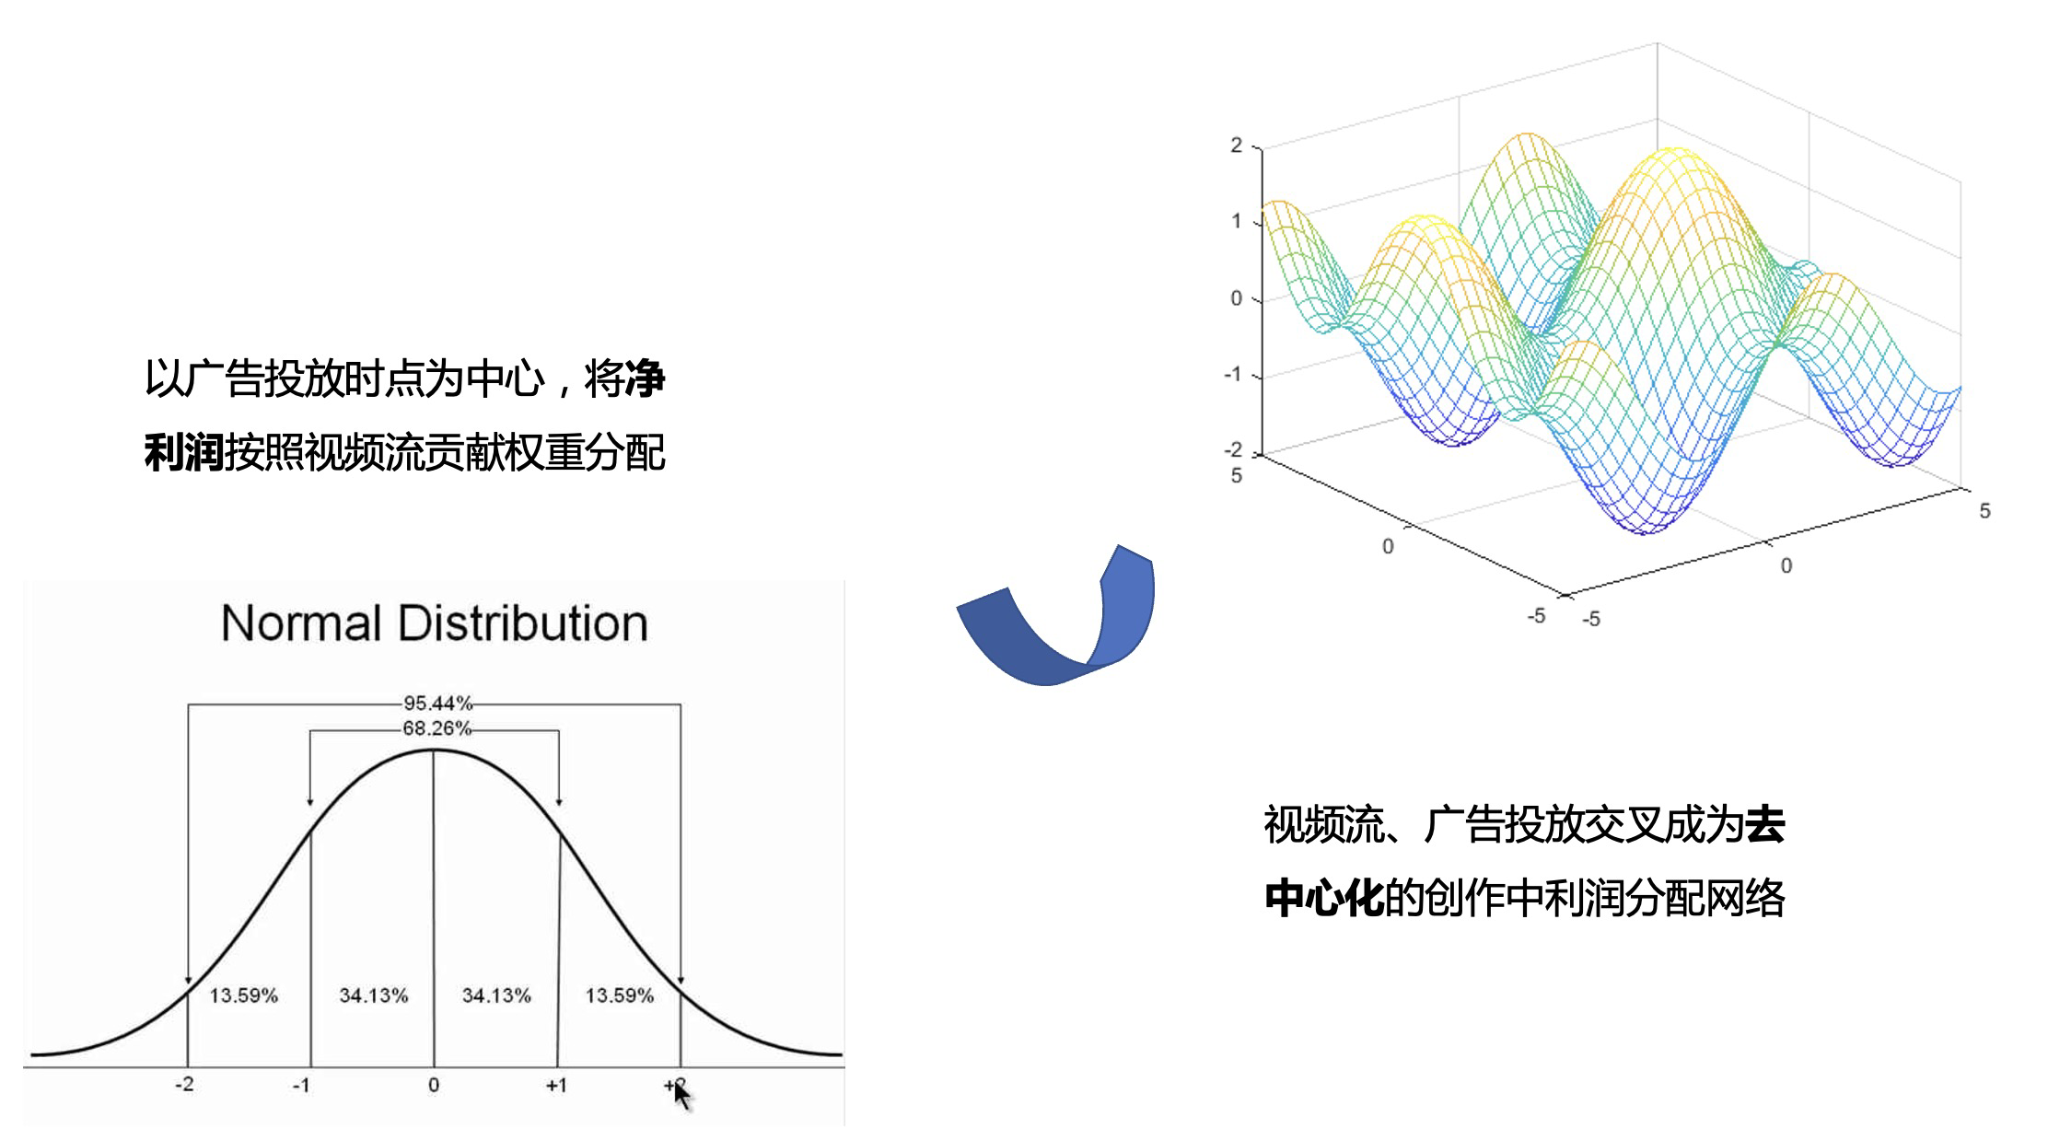 以广告投放时点为中心，将净
利润按照视频流贡献权重分配
Normal Distribution
95.44%
68.26%
13.59% 34.13% 34.13% 13.59%
-2 -1 0 +1
2
1
0
-1
-2
5
0
-5
-5
0
5
视频流、广告投放交叉成为去
中心化的创作中利润分配网络